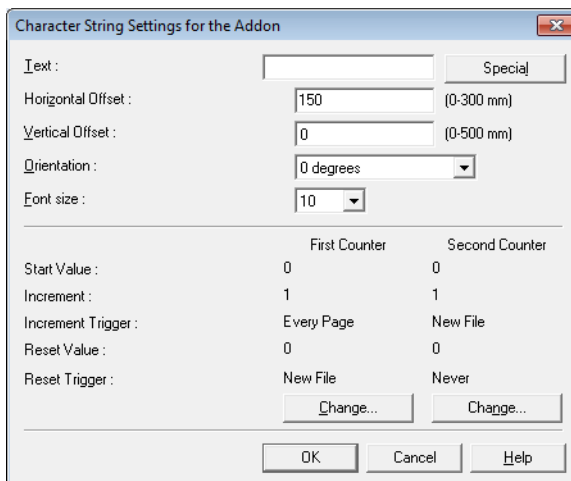 Character String Settings for the Addon
Text :
Special
Horizontal Offset :
150
(0-300 mm)
Vertical Offset :
0
(0-500 mm)
Orientation :
0 degrees
Font size :
10
First Counter Second Counter
Start Value : 0 0
Increment : 1 1
Increment Trigger : Every Page New File
Reset Value : 0 0
Reset Trigger : New File Never
Change... Change...
OK Cancel Help